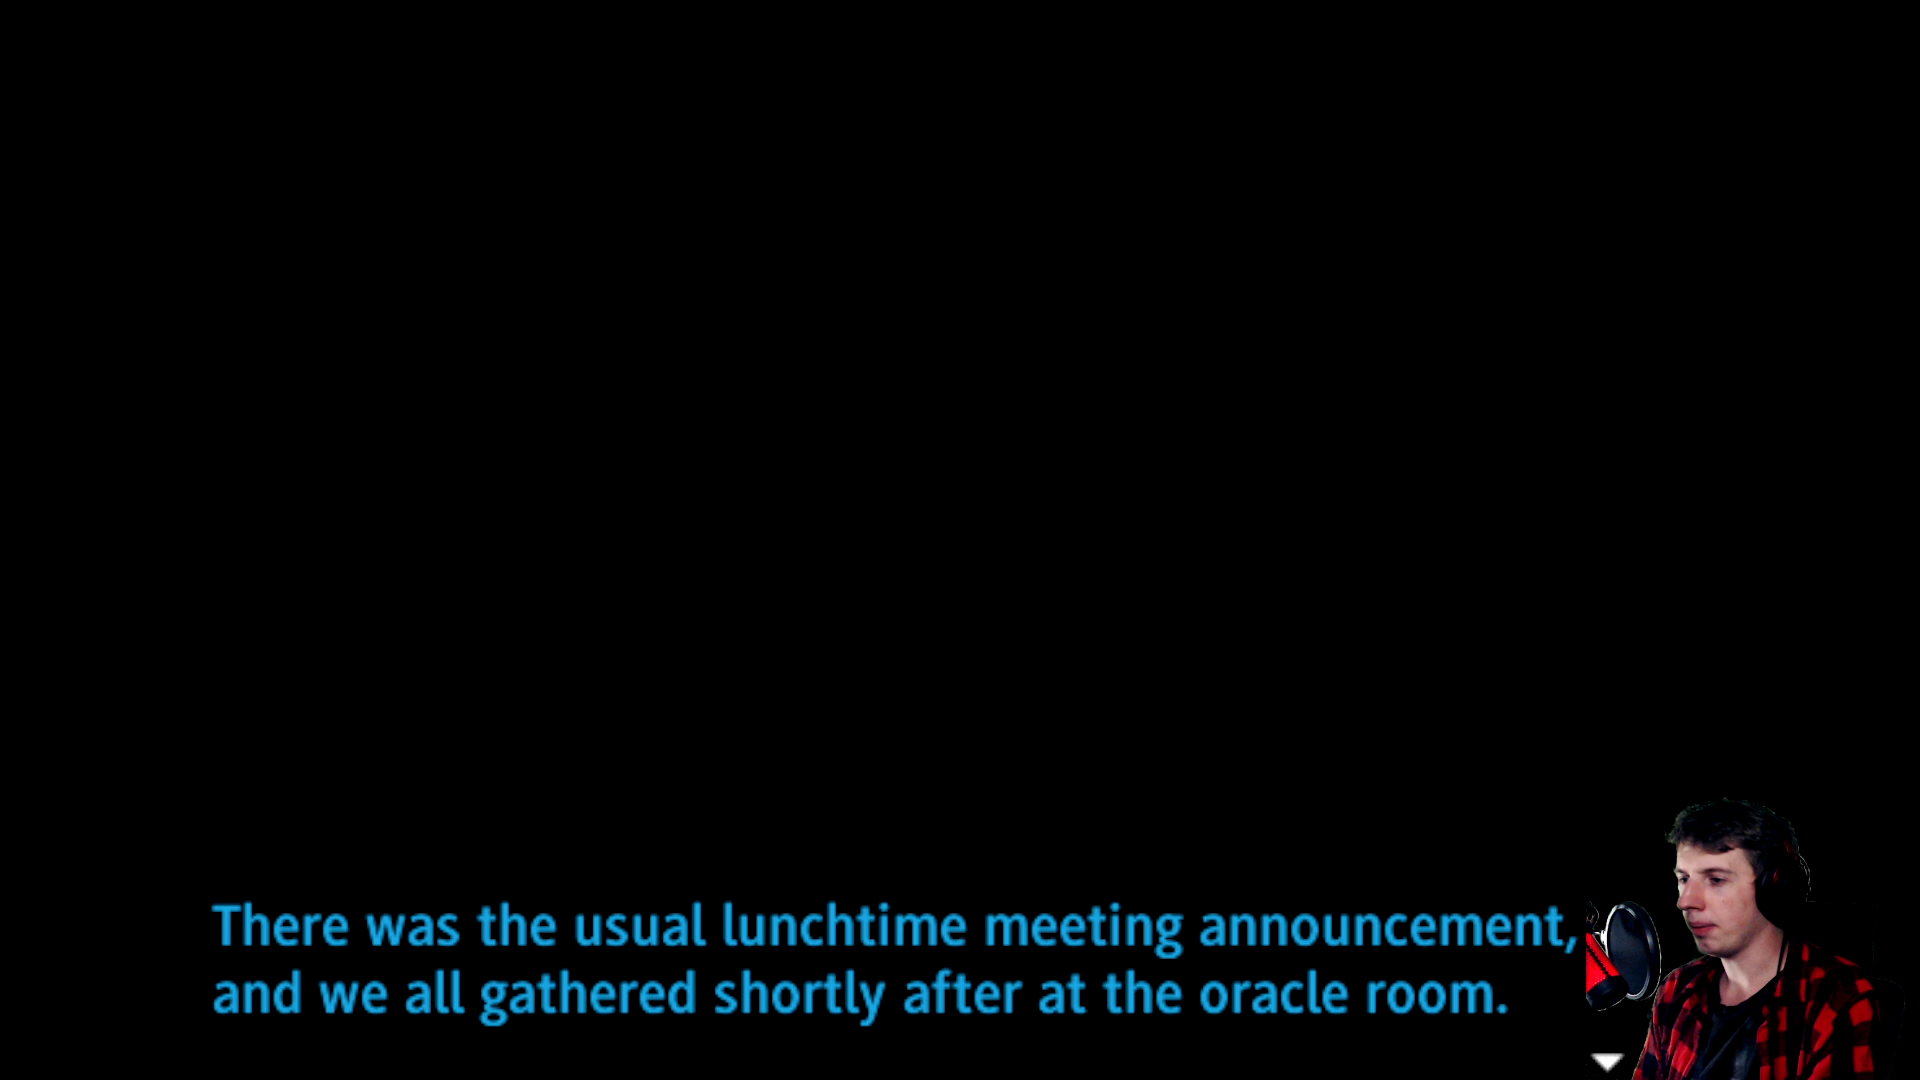 There was the usual lunchtime meeting announcement,
and we all gathered shortly after at the oracle room.